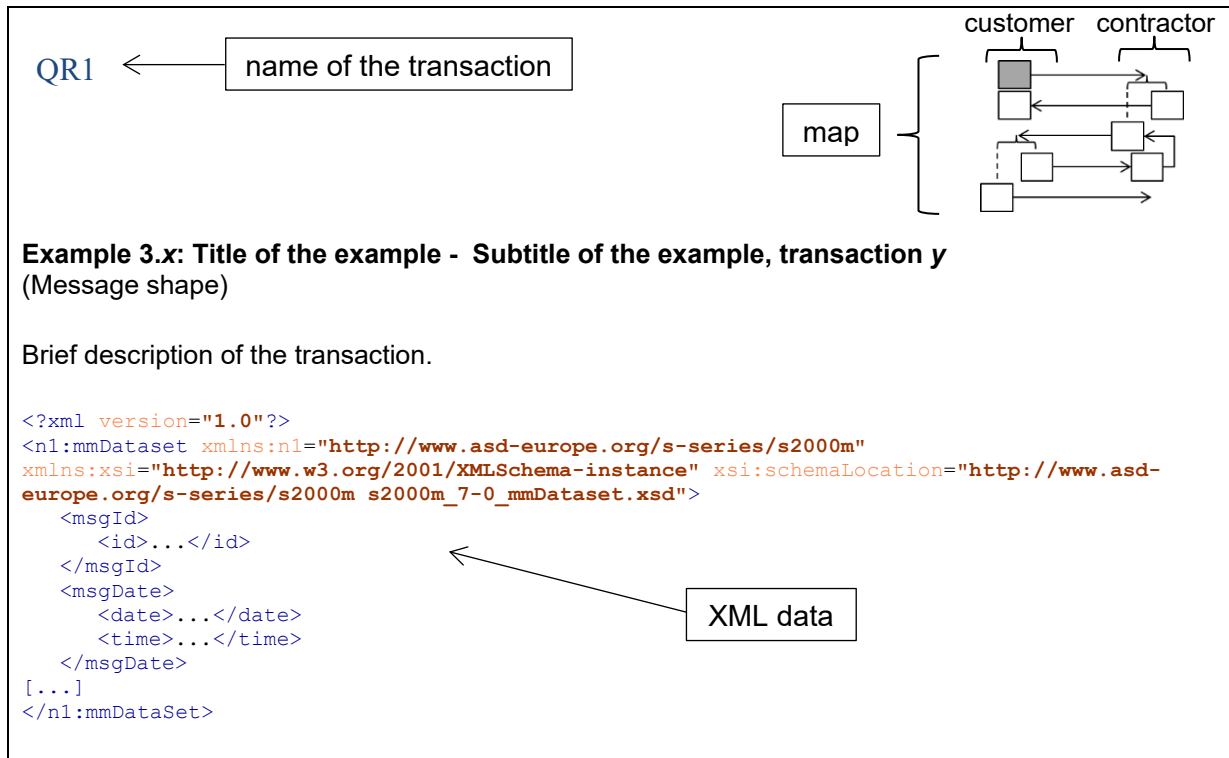 customer contractor
QR1
name of the transaction
map
Example 3.x: Title of the example - Subtitle of the example, transaction y
(Message shape)
Brief description of the transaction.
<?xml version="1.0"?>
<n1:mmDataset xmlns:n1="http://www.asd-europe.org/s-series/s2000m"
xmlns:xsi="http://www.w3.org/2001/XMLSchema-instance" xsi:schemaLocation="http://www.asd-
europe.org/s-series/s2000m s2000m_7-0_mmDataset.xsd">
<msgId>
<id>...</id>
</msgId>
<msgDate>
<date>...</date>
<time>...</time>
</msgDate>
[...]
</n1:mmDataSet>
XML data